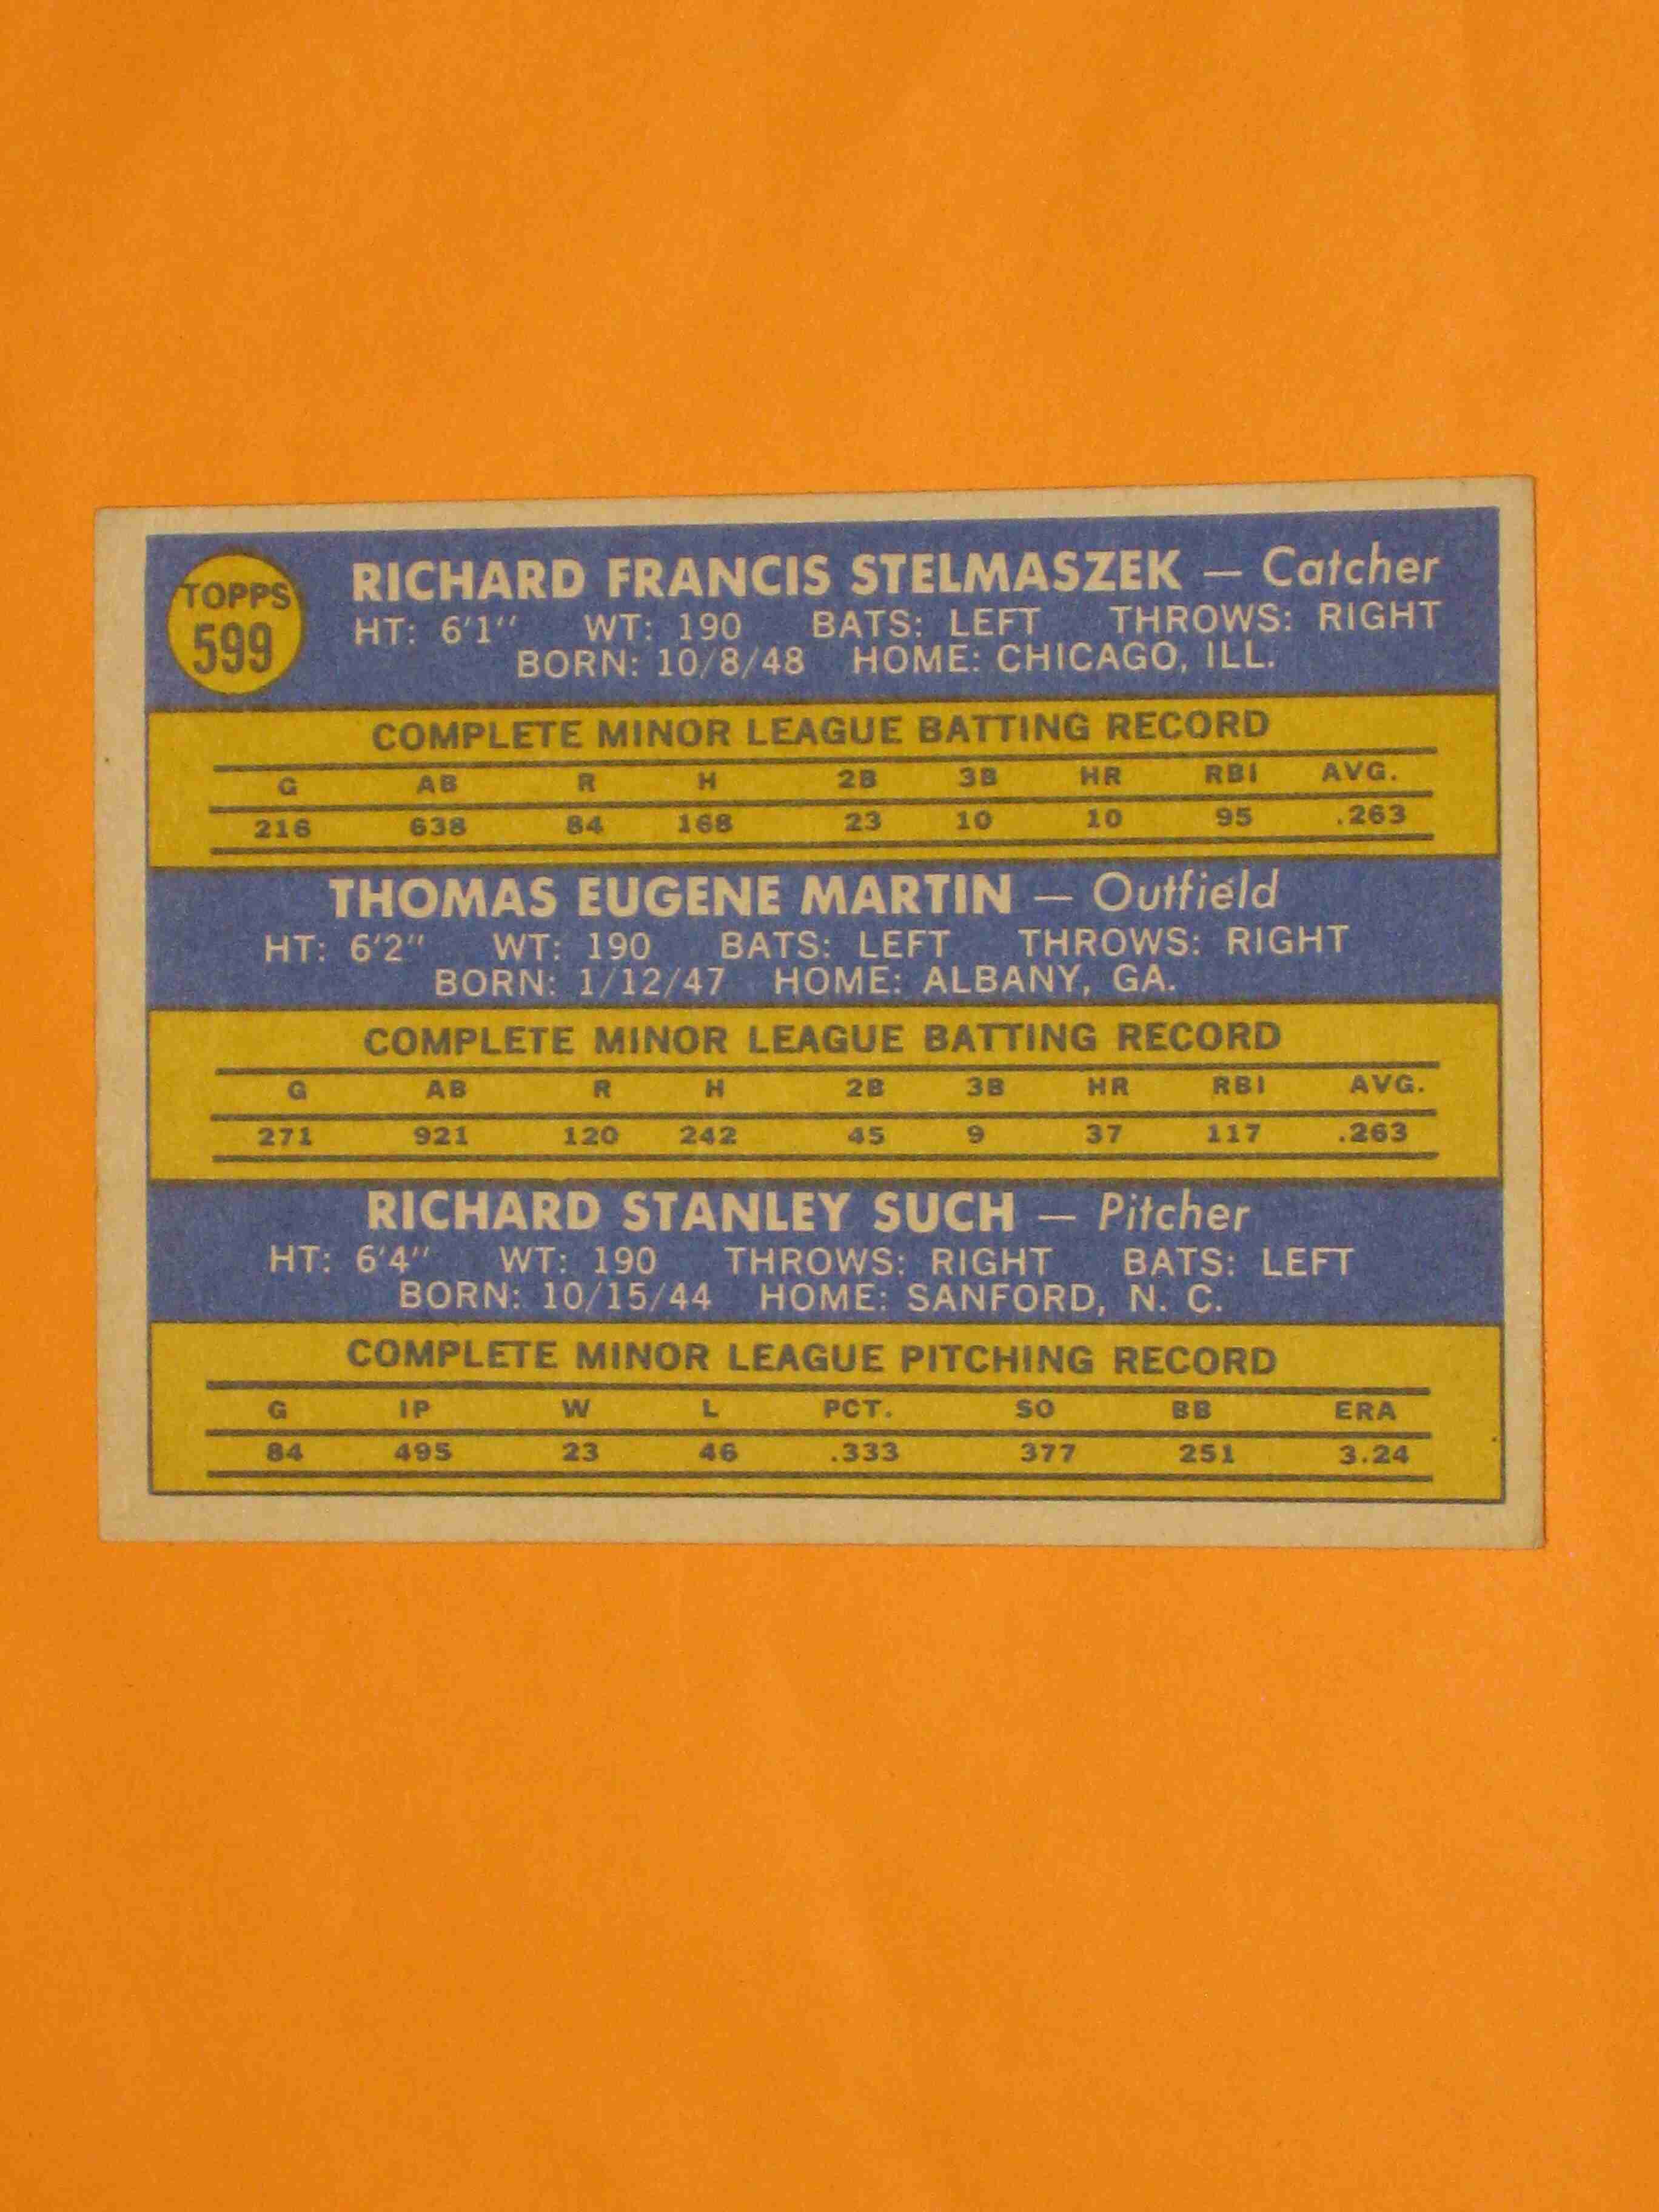 TOPPS
599
RICHARD FRANCIS STELMASZEK — Catcher
HT: 6'1" WT: 190 BATS: LEFT THROWS: RIGHT
BORN: 10/8/48 HOME: CHICAGO, ILL.
COMPLETE MINOR LEAGUE BATTING RECORD
G AB R H 2B 3B HR RBI AVG.
216 638 84 168 23 10 10 95 .263
THOMAS EUGENE MARTIN — Outfield
HT: 6'2" WT: 190 BATS: LEFT THROWS: RIGHT
BORN: 1/12/47 HOME: ALBANY, GA.
COMPLETE MINOR LEAGUE BATTING RECORD
G AB R H 2B 3B HR RBI AVG.
271 921 120 242 45 9 37 117 .263
RICHARD STANLEY SUCH — Pitcher
HT: 6'4" WT: 190 THROWS: RIGHT BATS: LEFT
BORN: 10/15/44 HOME: SANFORD, N. C.
COMPLETE MINOR LEAGUE PITCHING RECORD
G IP W L PCT. SO BB ERA
84 495 23 46 .333 377 251 3.24